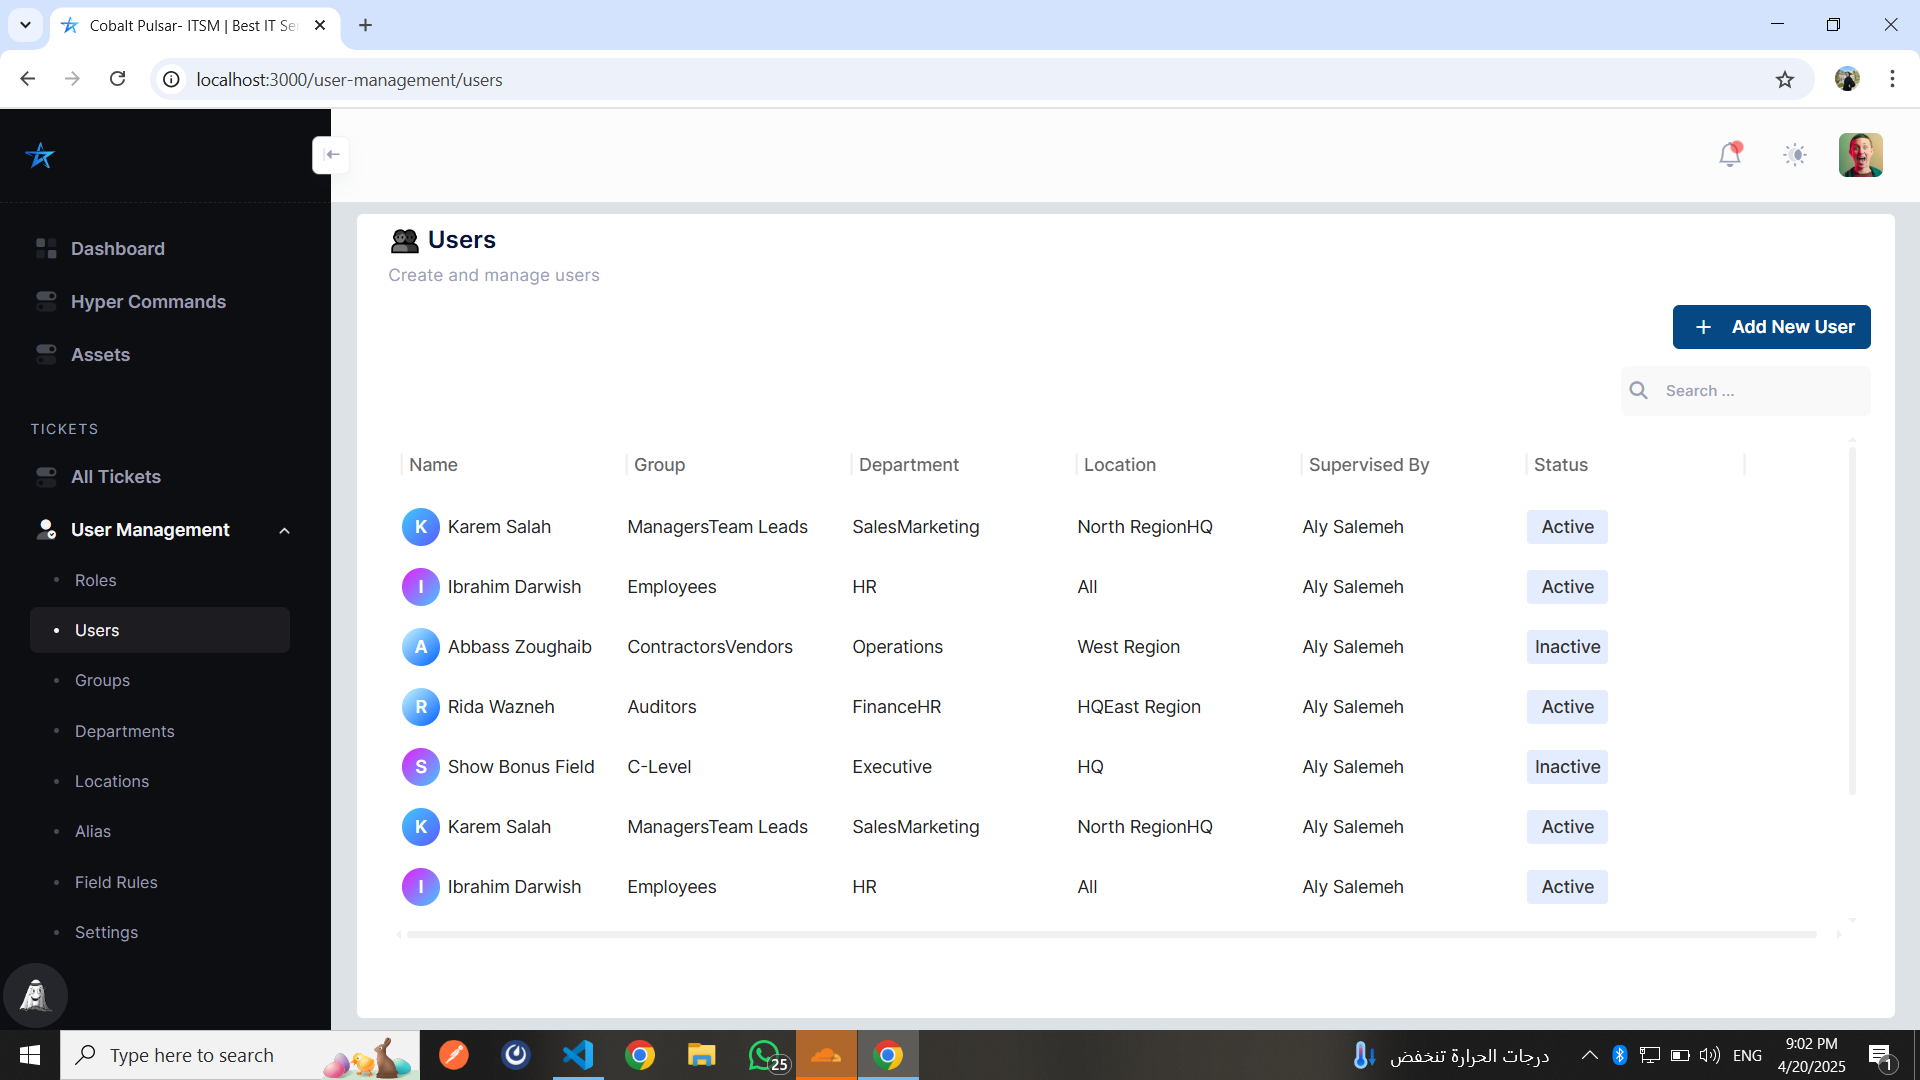 Cobalt Pulsar- ITSM | Best IT Se
localhost:3000/user-management/users
Dashboard
Hyper Commands
Assets
TICKETS
All Tickets
User Management
Roles
Users
Groups
Departments
Locations
Alias
Field Rules
Settings
Users
Create and manage users
Add New User
Search ...
Name Group Department Location Supervised By Status
K Karem Salah ManagersTeam Leads SalesMarketing North RegionHQ Aly Salemeh Active
I Ibrahim Darwish Employees HR All Aly Salemeh Active
A Abbass Zoughaib ContractorsVendors Operations West Region Aly Salemeh Inactive
R Rida Wazneh Auditors FinanceHR HQEast Region Aly Salemeh Active
S Show Bonus Field C-Level Executive HQ Aly Salemeh Inactive
K Karem Salah ManagersTeam Leads SalesMarketing North RegionHQ Aly Salemeh Active
I Ibrahim Darwish Employees HR All Aly Salemeh Active
Type here to search
25
درجات الحرارة تنخفض
ENG
9:02 PM
4/20/2025
1